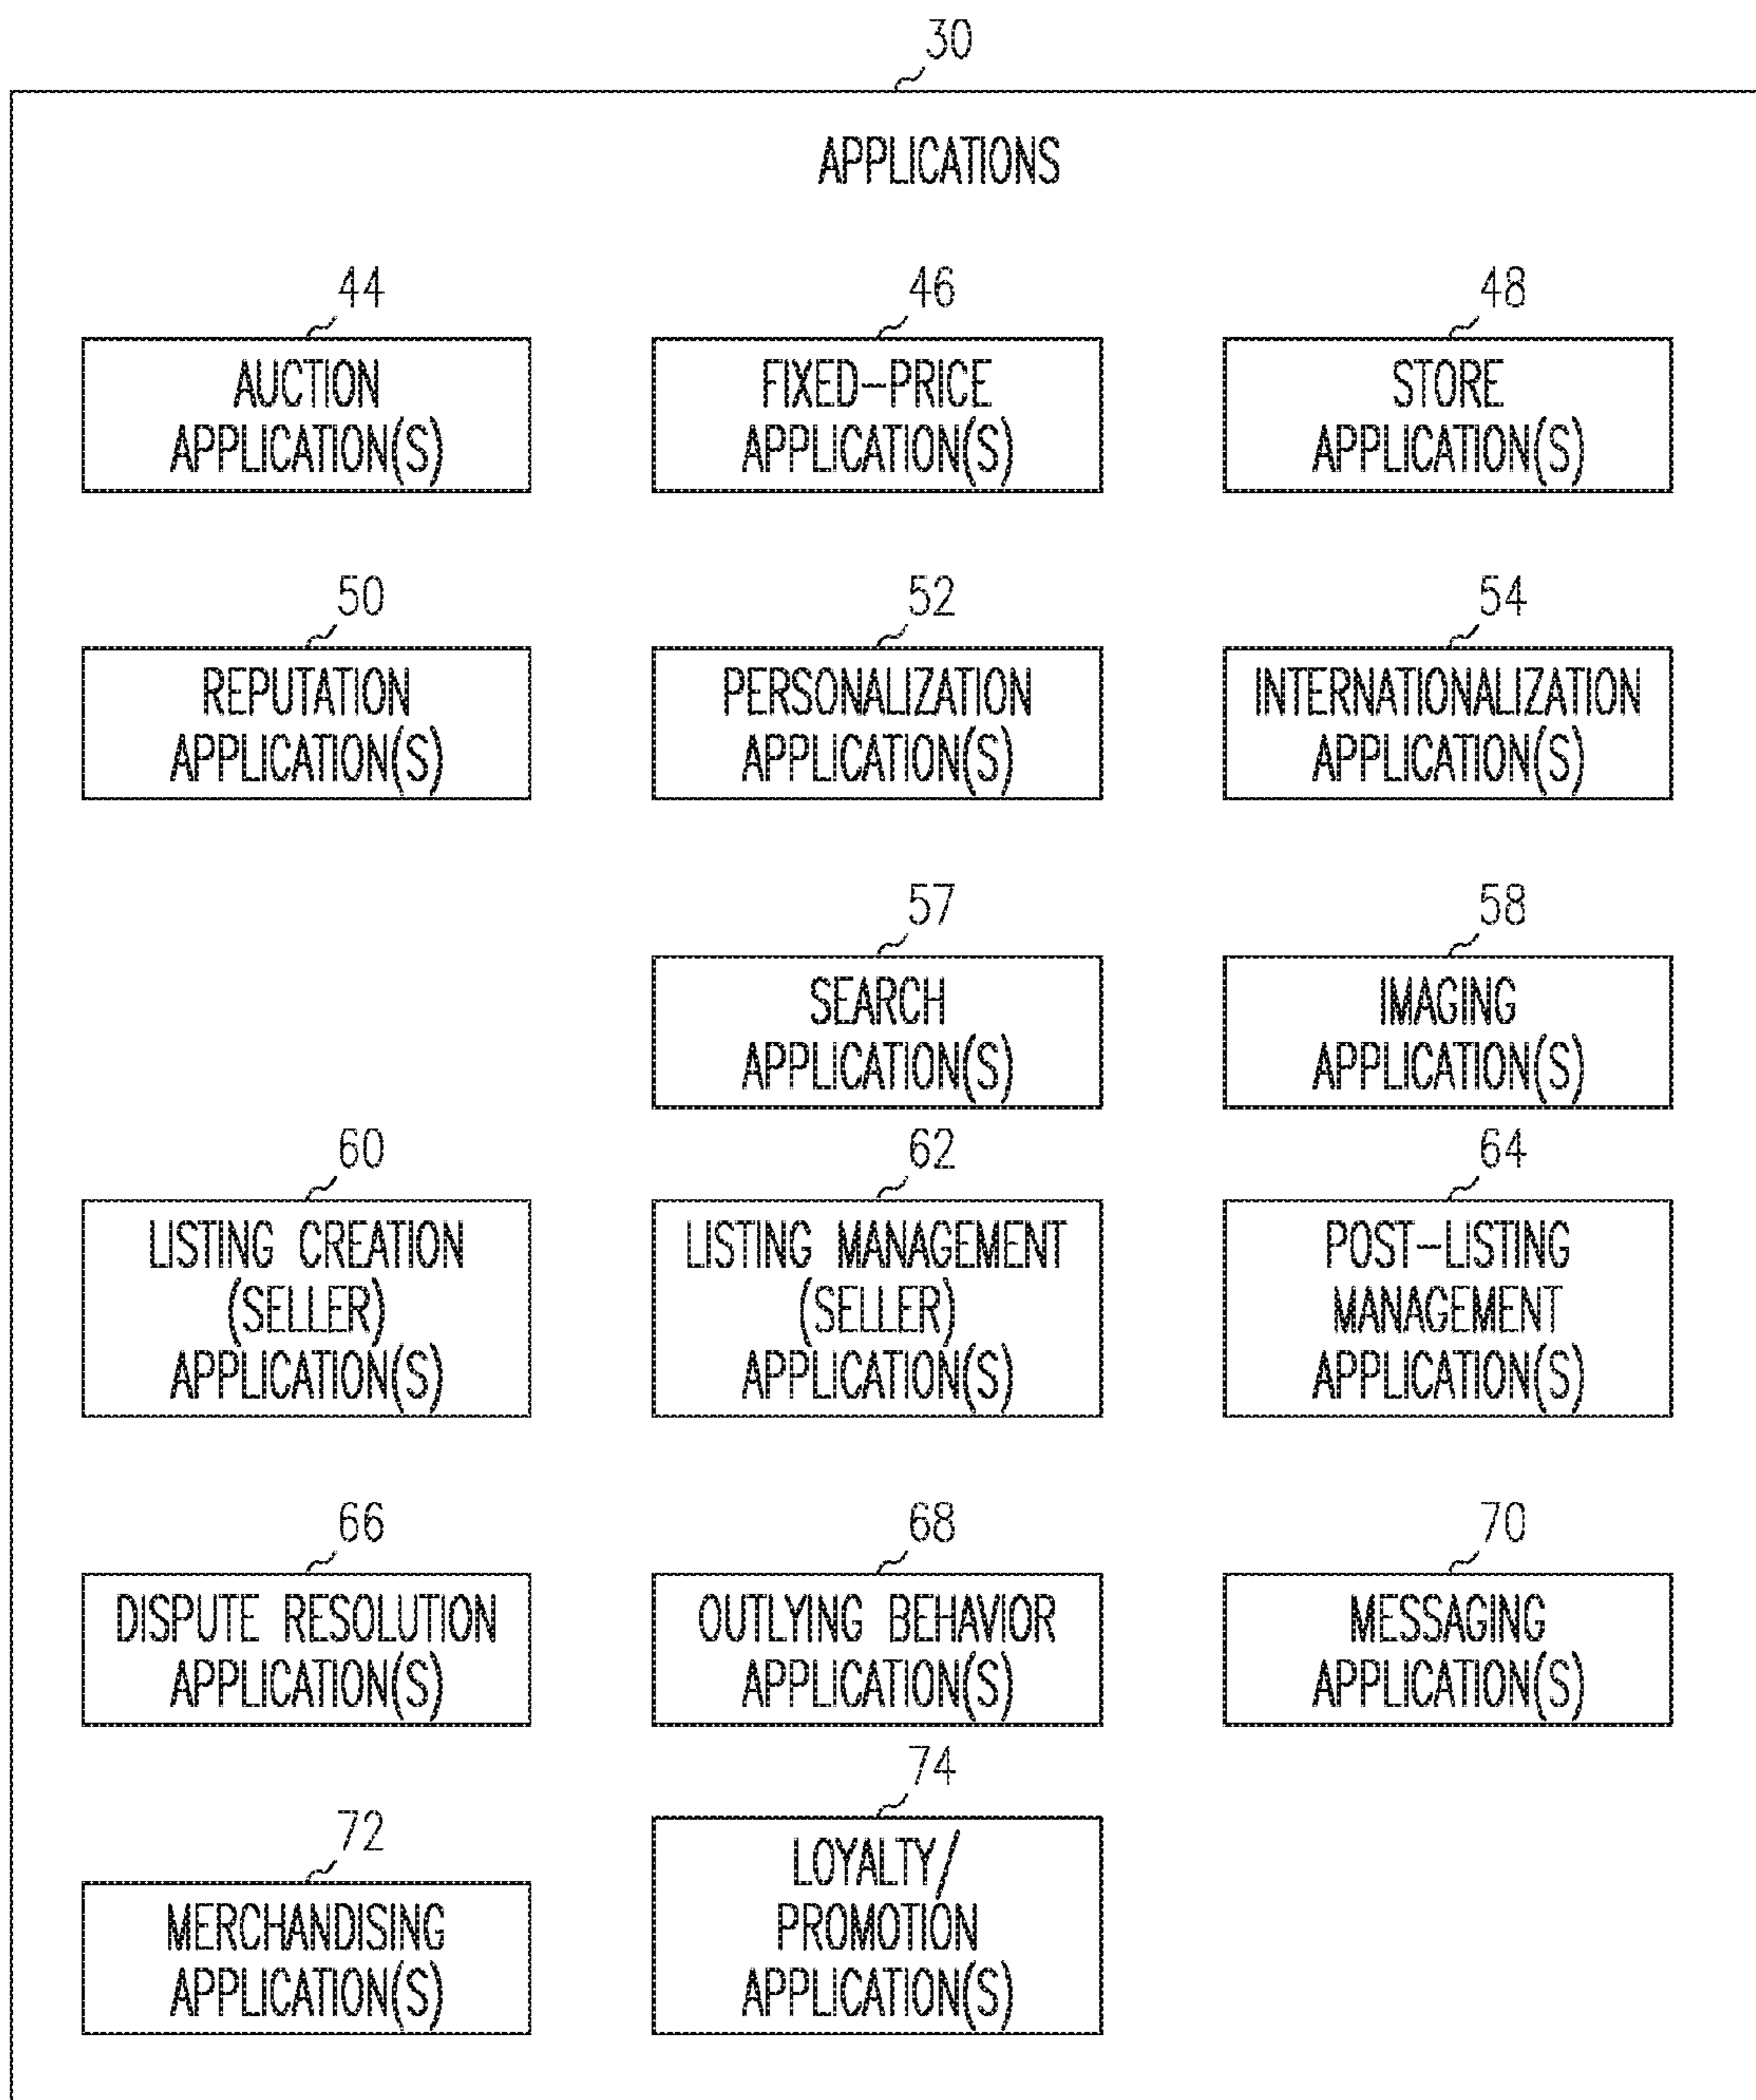 30
APPLICATIONS
44
AUCTION
APPLICATION(S)
46
FIXED-PRICE
APPLICATION(S)
48
STORE
APPLICATION(S)
50
REPUTATION
APPLICATION(S)
52
PERSONALIZATION
APPLICATION(S)
54
INTERNATIONALIZATION
APPLICATION(S)
57
SEARCH
APPLICATION(S)
58
IMAGING
APPLICATION(S)
60
LISTING CREATION
(SELLER)
APPLICATION(S)
62
LISTING MANAGEMENT
(SELLER)
APPLICATION(S)
64
POST-LISTING
MANAGEMENT
APPLICATION(S)
66
DISPUTE RESOLUTION
APPLICATION(S)
68
OUTLYING BEHAVIOR
APPLICATION(S)
70
MESSAGING
APPLICATION(S)
72
MERCHANDISING
APPLICATION(S)
74
LOYALTY/
PROMOTION
APPLICATION(S)